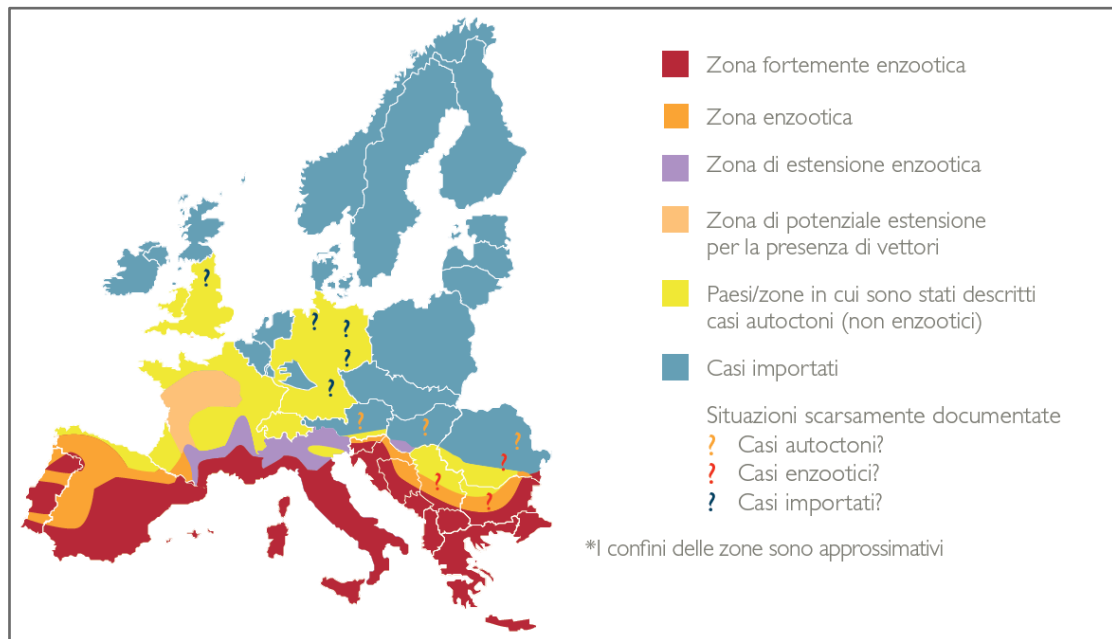 Zona fortemente enzootica
Zona enzootica
Zona di estensione enzootica
Zona di potenziale estensione
per la presenza di vettori
Paesi/zone in cui sono stati descritti
casi autoctoni (non enzootici)
Casi importati
Situazioni scarsamente documentate
? Casi autoctoni?
? Casi enzootici?
? Casi importati?
*I confini delle zone sono approssimativi
?
? ?
?
?
? ? ?
?
? ?